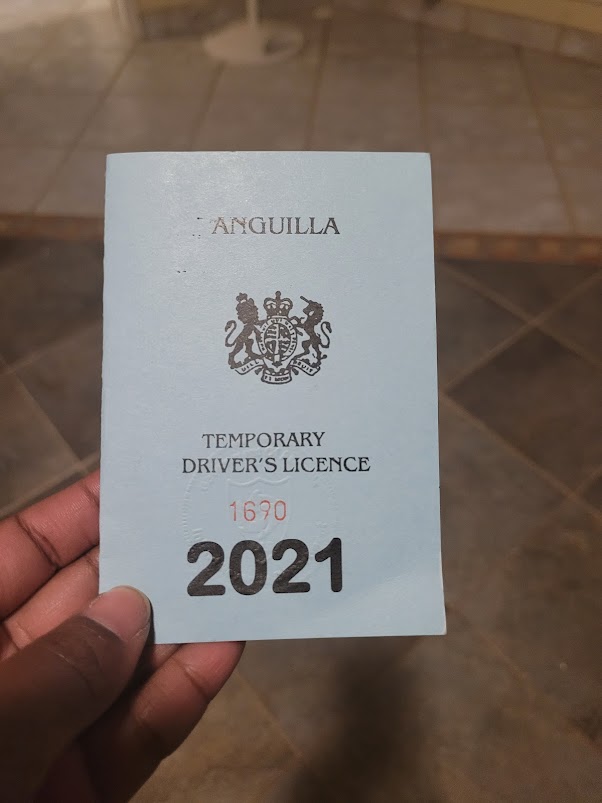 ANGUILLA
TEMPORARY
DRIVER'S LICENCE
1690
2021